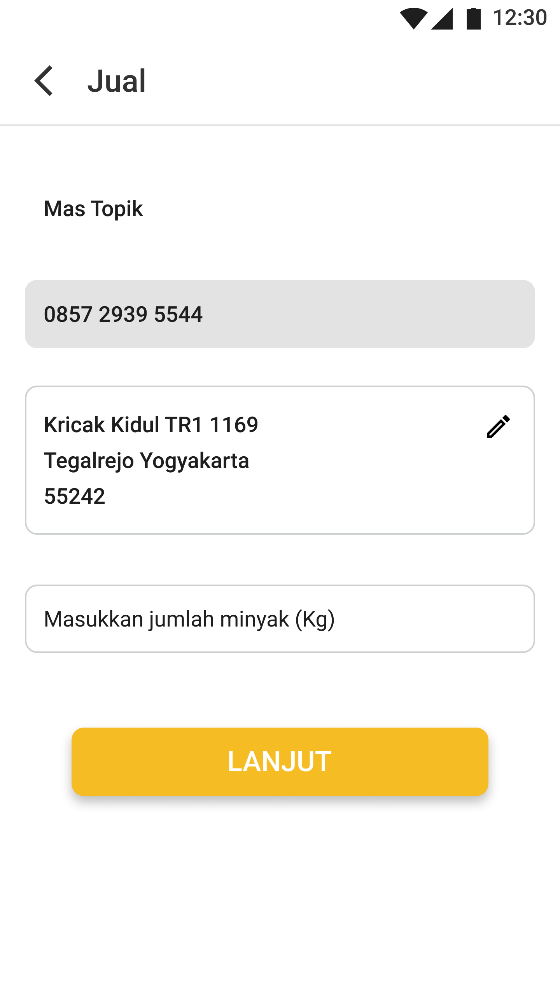 12:30
Jual
Mas Topik
0857 2939 5544
Kricak Kidul TR1 1169
Tegalrejo Yogyakarta
55242
Masukkan jumlah minyak (Kg)
LANJUT